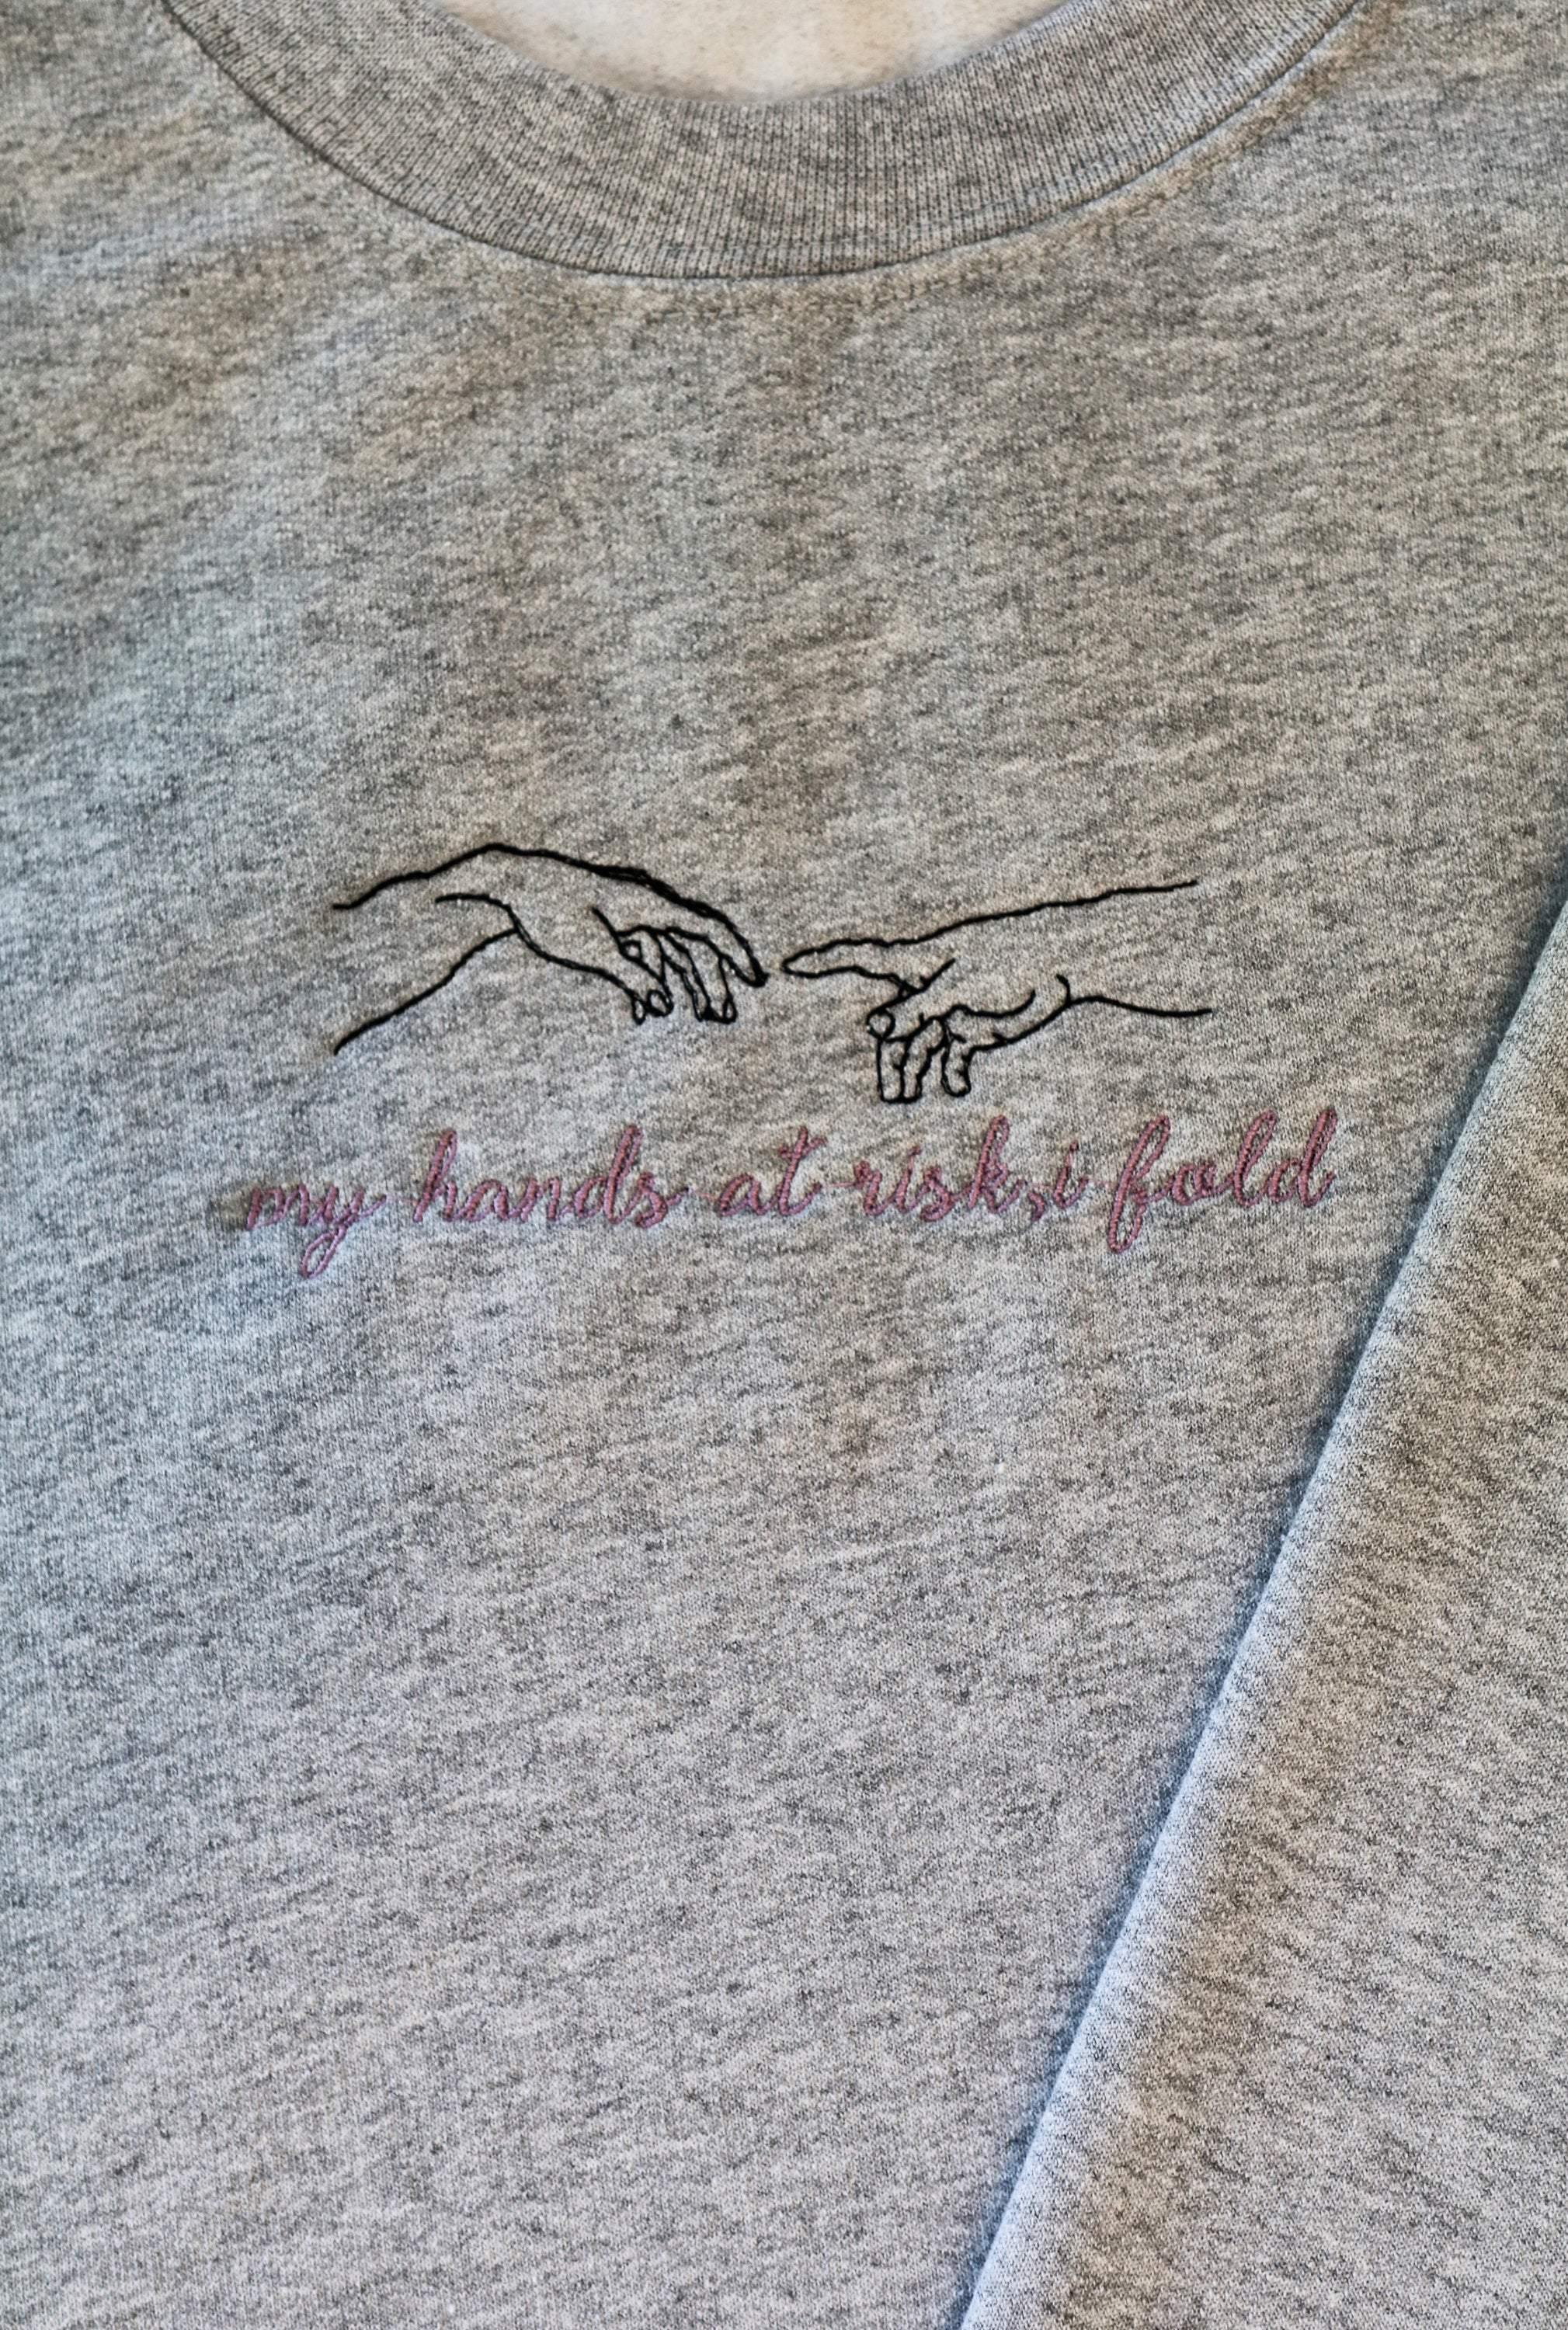 my hands at risk, i fold